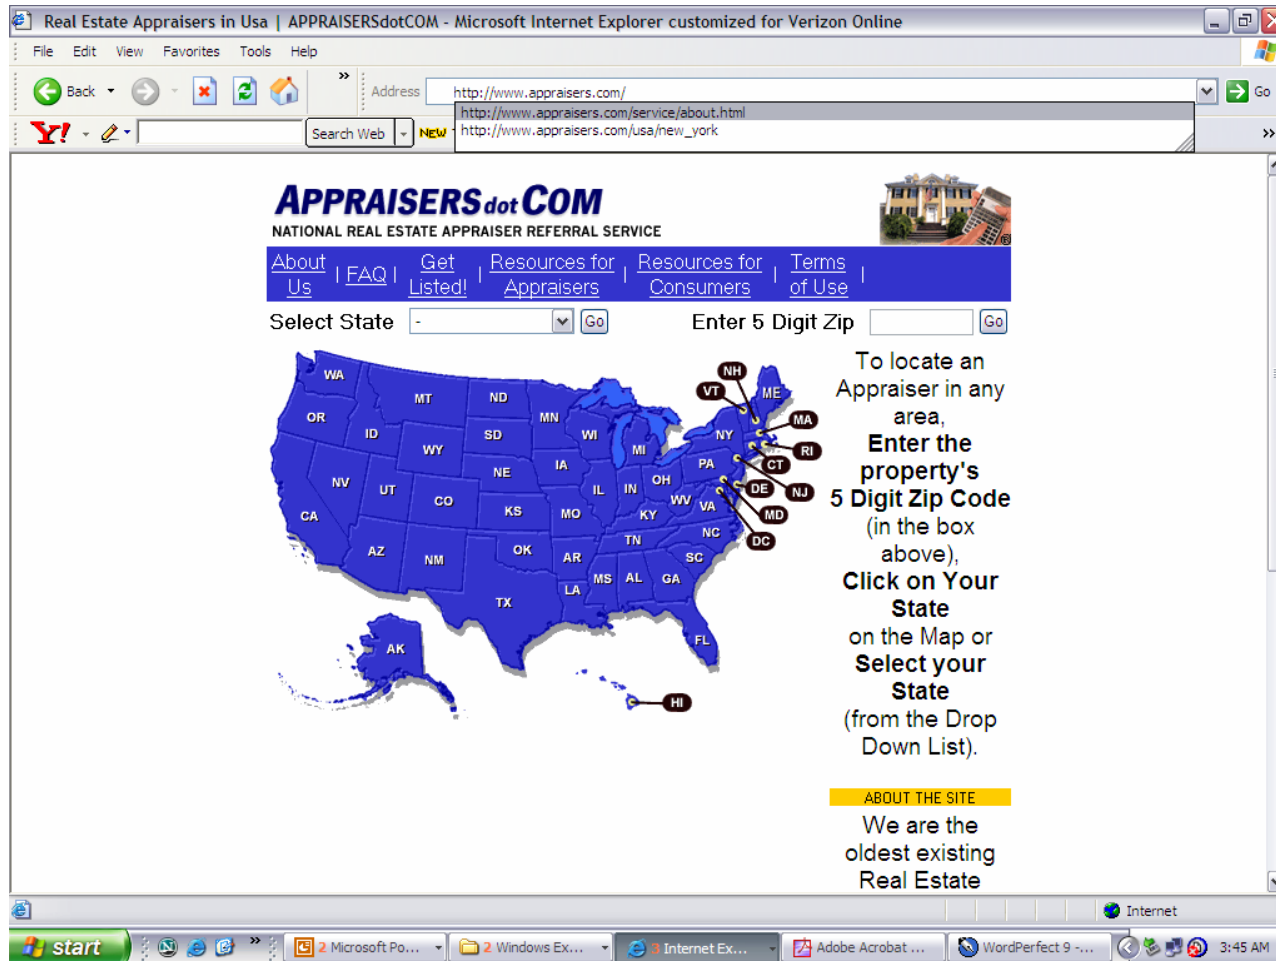 Real Estate Appraisers in Usa | APPRAISERSdotCOM - Microsoft Internet Explorer customized for Verizon Online
File Edit View Favorites Tools Help
Back » Address http://www.appraisers.com/ Go
http://www.appraisers.com/service/about.html
Y! Search Web NEW http://www.appraisers.com/usa/new_york »
APPRAISERS dot COM
NATIONAL REAL ESTATE APPRAISER REFERRAL SERVICE
®
About Us | FAQ | Get Listed! | Resources for Appraisers | Resources for Consumers | Terms of Use |
Select State - Go Enter 5 Digit Zip Go
WA
OR
ID
MT
ND
MN
WI
MI
NY
VT
NH
ME
MA
RI
CT
NJ
DE
MD
DC
WY
SD
NE
IA
IL
IN
OH
PA
WV
VA
NV
UT
CO
KS
MO
KY
CA
AZ
NM
OK
AR
TN
NC
SC
TX
LA
MS
AL
GA
FL
AK
HI
To locate an
Appraiser in any
area,
Enter the
property's
5 Digit Zip Code
(in the box
above),
Click on Your
State
on the Map or
Select your
State
(from the Drop
Down List).
ABOUT THE SITE
We are the
oldest existing
Real Estate
Internet
start » 2 Microsoft Po... 2 Windows Ex... 3 Internet Ex... Adobe Acrobat ... WordPerfect 9 -... 3:45 AM